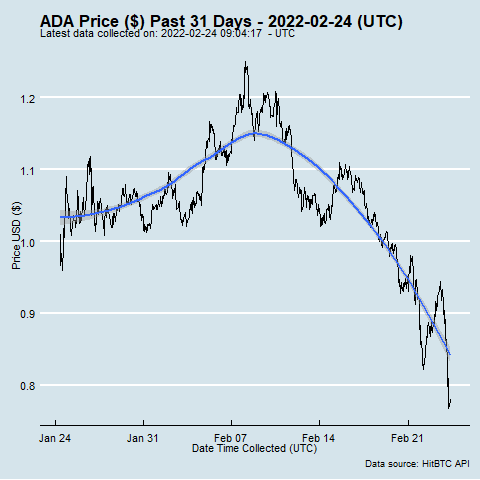 ADA Price ($) Past 31 Days - 2022-02-24 (UTC)
Latest data collected on: 2022-02-24 09:04:17 - UTC
1.2
1.1
1.0
0.9
0.8
Price USD ($)
Jan 24 Jan 31 Feb 07 Feb 14 Feb 21
Date Time Collected (UTC)
Data source: HitBTC API